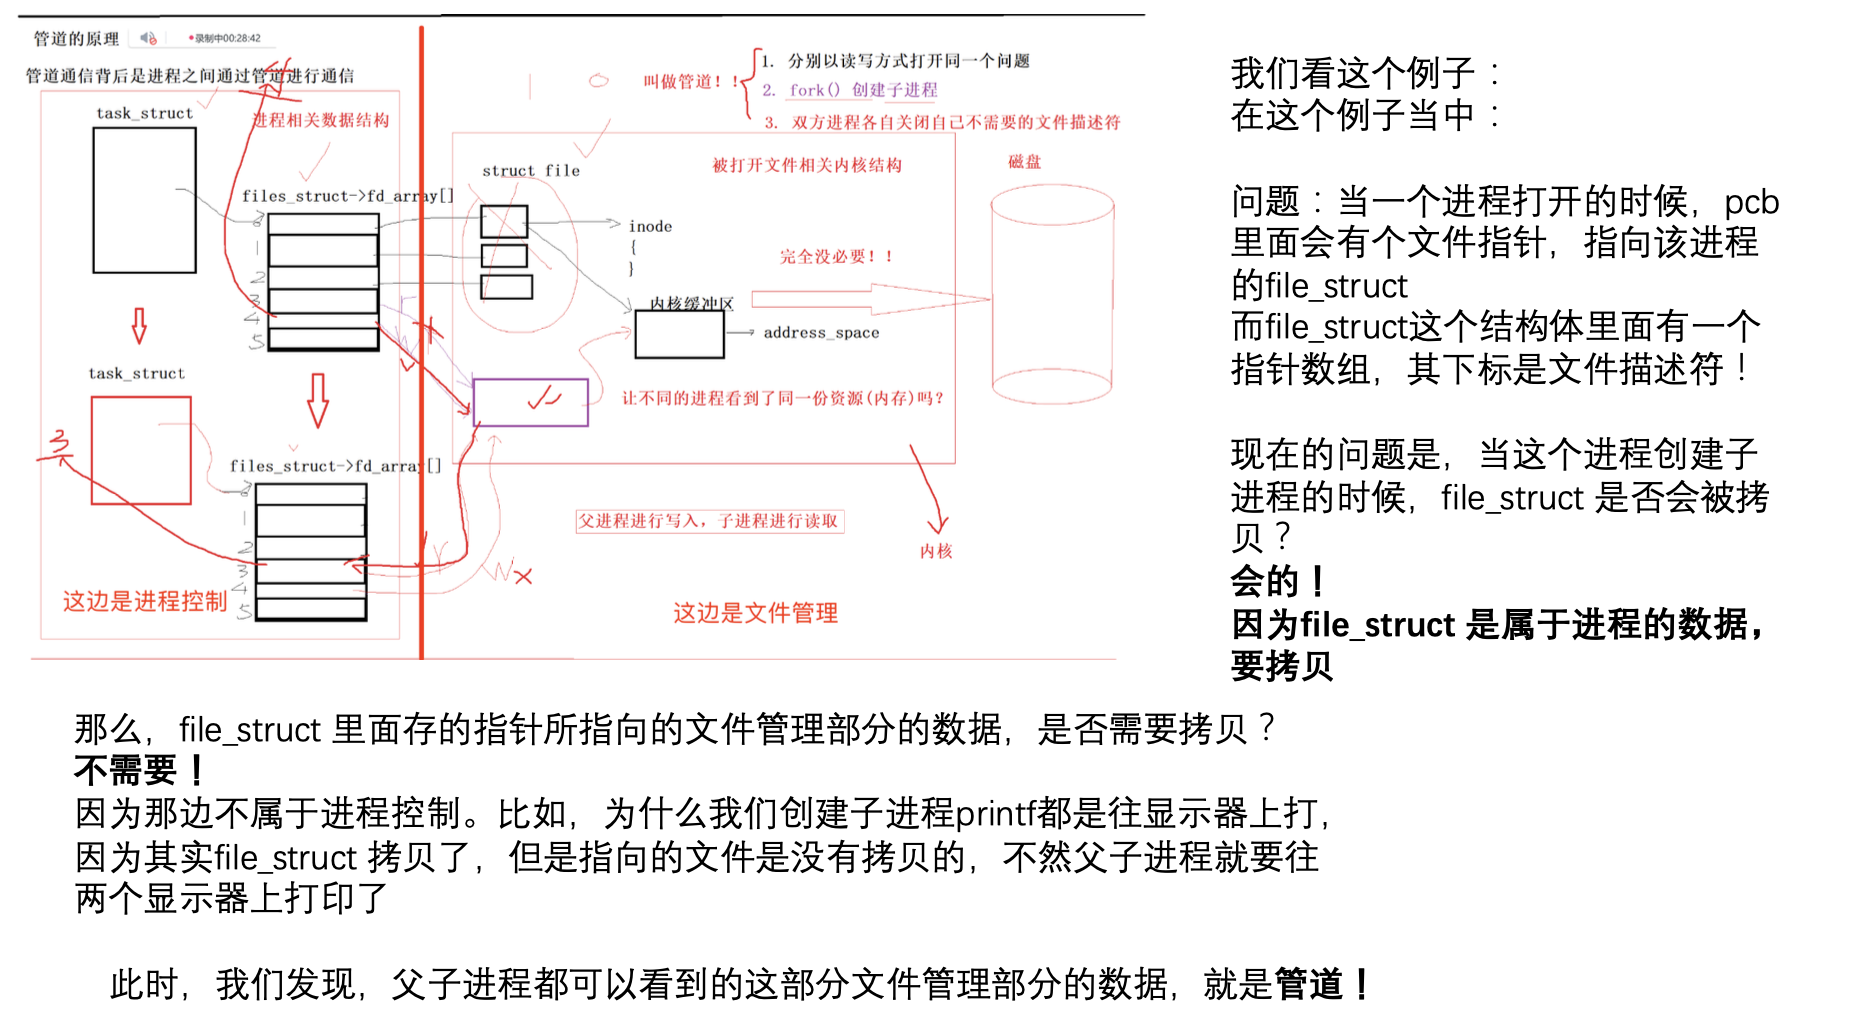 管道的原理
录制中00:28:42
管道通信背后是进程之间通过管道进行通信
task_struct
进程相关数据结构
files_struct->fd_array[]
1
2
3
4
5
task_struct
3
files_struct->fd_array[]
1
2
3
4
5
这边是进程控制
叫做管道！！
1. 分别以读写方式打开同一个问题
2. fork() 创建子进程
3. 双方进程各自关闭自己不需要的文件描述符
struct file
被打开文件相关内核结构
磁盘
inode
{
}
完全没必要！！
内核缓冲区
address_space
r
w
让不同的进程看到了同一份资源(内存)吗？
父进程进行写入，子进程进行读取
内核
r
w x
这边是文件管理
我们看这个例子：
在这个例子当中：
问题：当一个进程打开的时候，pcb
里面会有个文件指针，指向该进程
的file_struct
而file_struct这个结构体里面有一个
指针数组，其下标是文件描述符！
现在的问题是，当这个进程创建子
进程的时候，file_struct 是否会被拷
贝？
会的！
因为file_struct 是属于进程的数据，
要拷贝
那么，file_struct 里面存的指针所指向的文件管理部分的数据，是否需要拷贝？
不需要！
因为那边不属于进程控制。比如，为什么我们创建子进程printf都是往显示器上打，
因为其实file_struct 拷贝了，但是指向的文件是没有拷贝的，不然父子进程就要往
两个显示器上打印了
此时，我们发现，父子进程都可以看到的这部分文件管理部分的数据，就是管道！